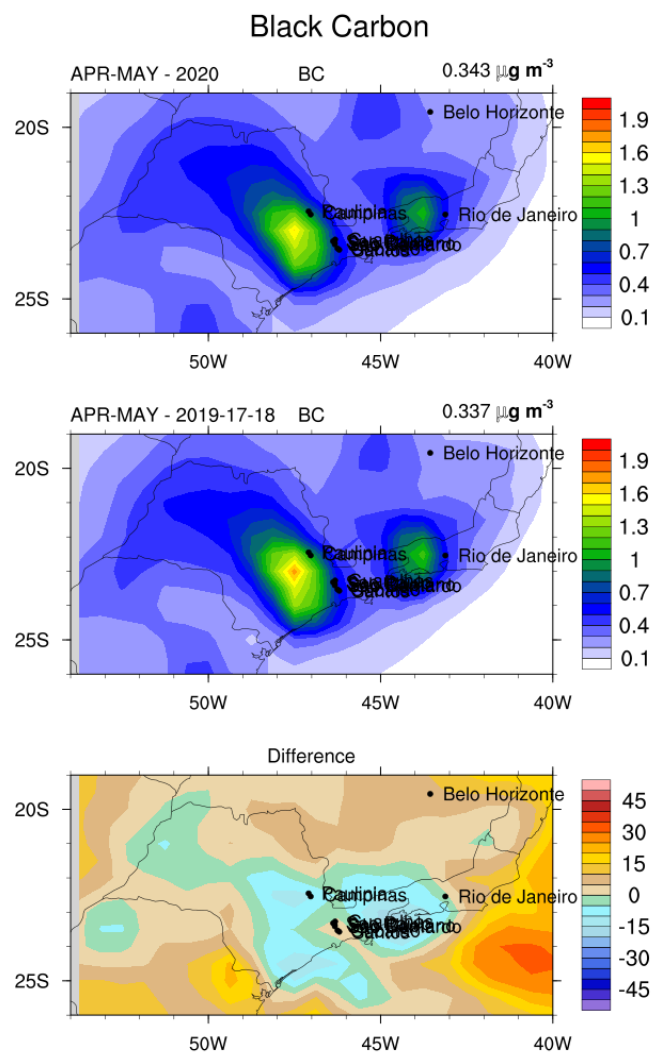 Black Carbon
APR-MAY - 2020 BC 0.343 μg m-3
20S
25S
50W 45W 40W
Belo Horizonte
Campinas
Rio de Janeiro
Santos
1.9
1.6
1.3
1
0.7
0.4
0.1
APR-MAY - 2019-17-18 BC 0.337 μg m-3
20S
25S
50W 45W 40W
Belo Horizonte
Rio de Janeiro
Santos
1.9
1.6
1.3
1
0.7
0.4
0.1
Difference
20S
25S
50W 45W 40W
Belo Horizonte
Rio de Janeiro
Santos
45
30
15
0
-15
-30
-45